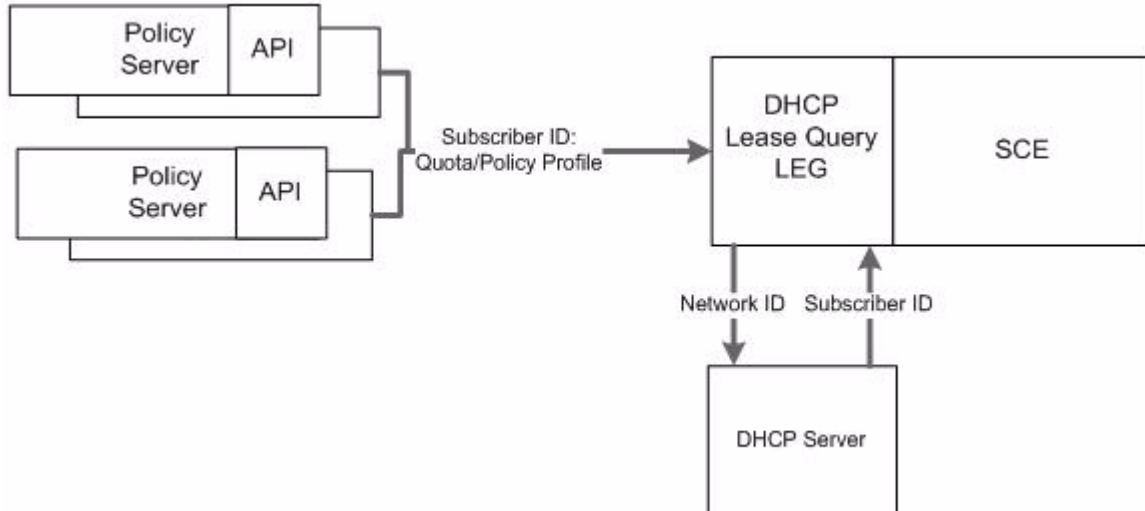 Policy
Server
API
Policy
Server
API
Subscriber ID:
Quota/Policy Profile
DHCP
Lease Query
LEG
SCE
Network ID
Subscriber ID
DHCP Server